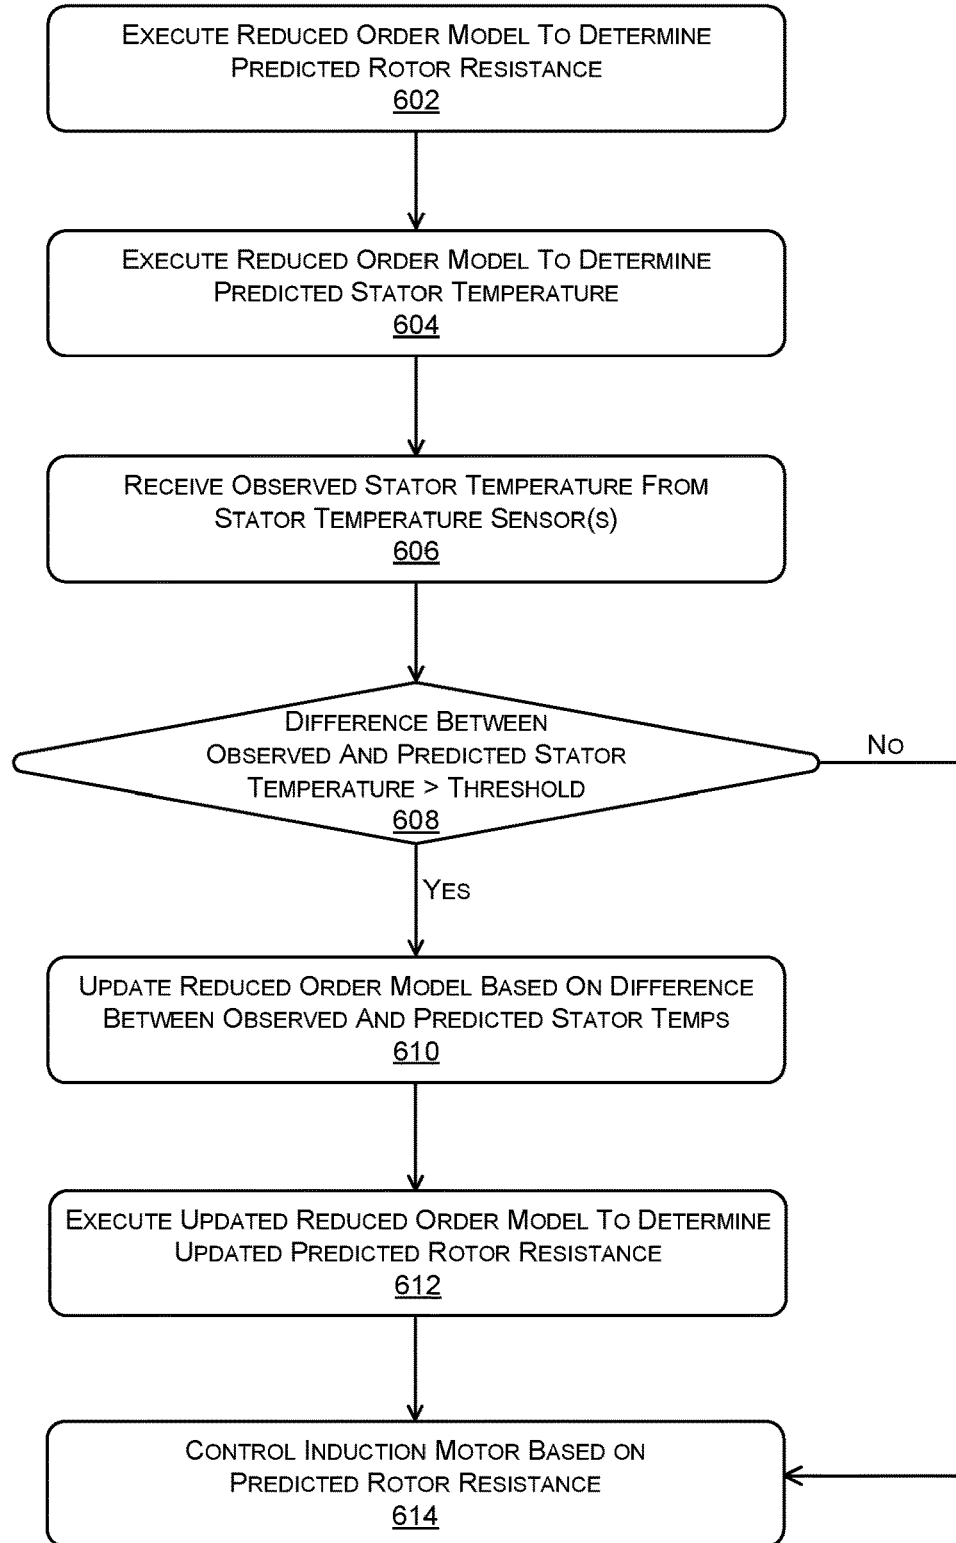 EXECUTE REDUCED ORDER MODEL TO DETERMINE
PREDICTED ROTOR RESISTANCE
602
EXECUTE REDUCED ORDER MODEL TO DETERMINE
PREDICTED STATOR TEMPERATURE
604
RECEIVE OBSERVED STATOR TEMPERATURE FROM
STATOR TEMPERATURE SENSOR(S)
606
DIFFERENCE BETWEEN
OBSERVED AND PREDICTED STATOR
TEMPERATURE > THRESHOLD
608
NO
YES
UPDATE REDUCED ORDER MODEL BASED ON DIFFERENCE
BETWEEN OBSERVED AND PREDICTED STATOR TEMPS
610
EXECUTE UPDATED REDUCED ORDER MODEL TO DETERMINE
UPDATED PREDICTED ROTOR RESISTANCE
612
CONTROL INDUCTION MOTOR BASED ON
PREDICTED ROTOR RESISTANCE
614